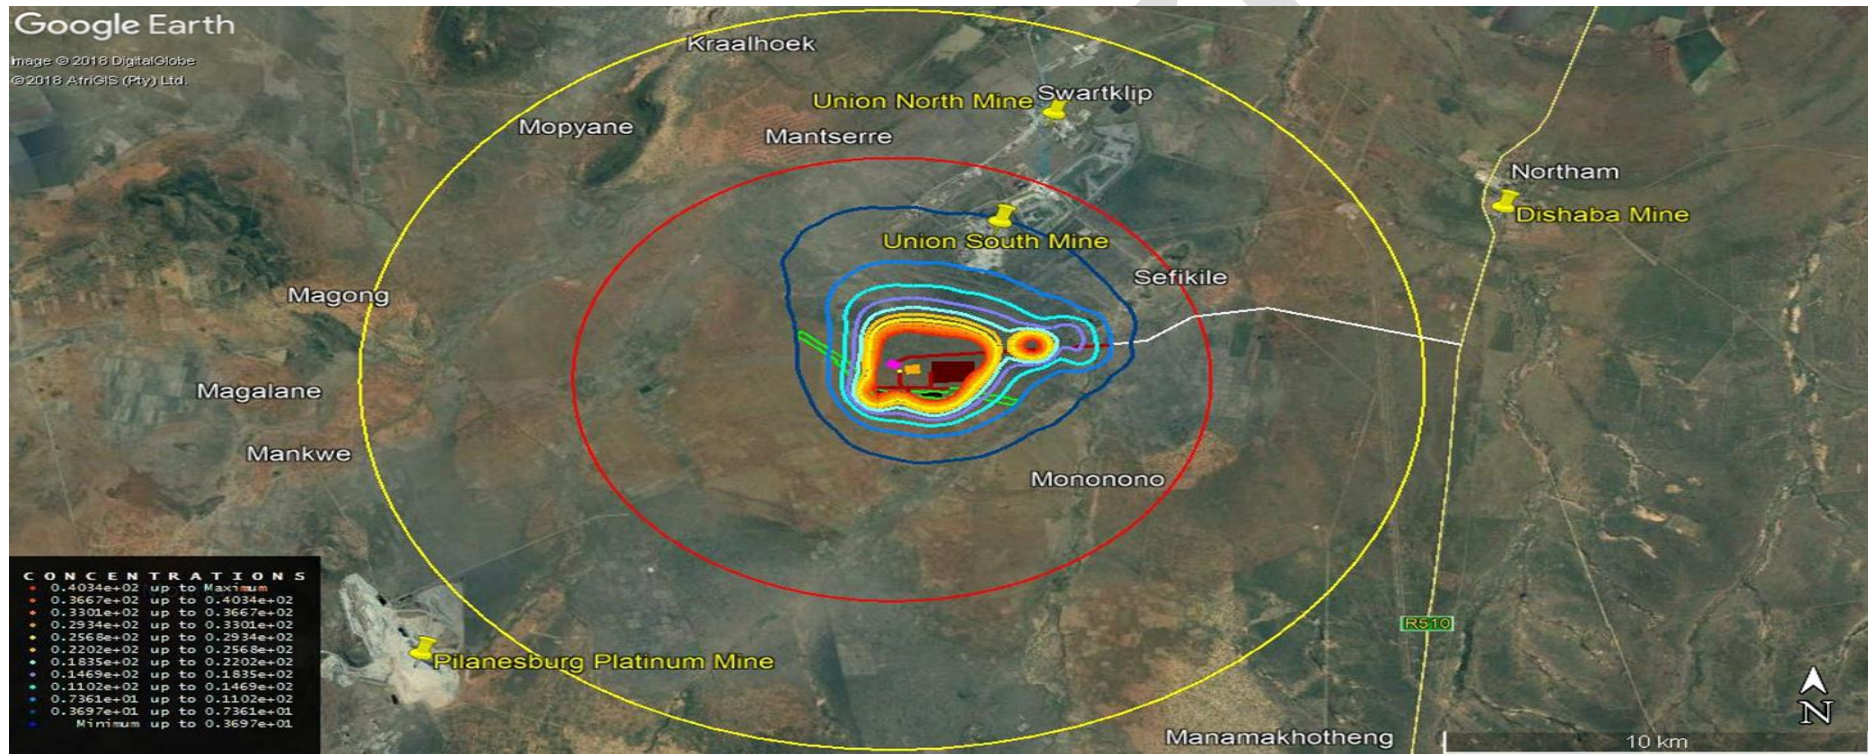 Google Earth
Image © 2018 DigitalGlobe
©2018 AfriGIS (Pty) Ltd.
Kraalhoek
Swartklip
Union North Mine
Mopyane
Mantserre
Northam
Dishaba Mine
Union South Mine
Sefikile
Magong
Magalane
Mankwe
Mononono
CONCENTRATIONS
0.4034e+02 up to Maximum
0.3667e+02 up to 0.4034e+02
0.3301e+02 up to 0.3667e+02
0.2934e+02 up to 0.3301e+02
0.2568e+02 up to 0.2934e+02
0.2202e+02 up to 0.2568e+02
0.1835e+02 up to 0.2202e+02
0.1469e+02 up to 0.1835e+02
0.1102e+02 up to 0.1469e+02
0.7361e+01 up to 0.1102e+02
0.3697e+01 up to 0.7361e+01
Minimum up to 0.3697e+01
R510
Pilanesburg Platinum Mine
N
Manamakhotheng
10 km